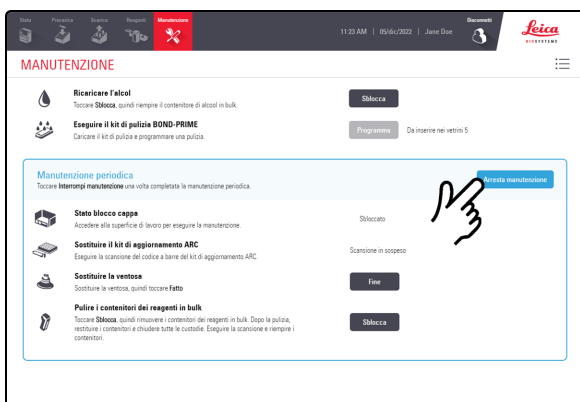 Stato Prenotazioni Scarica Reagenti Manutenzione
11:23 AM | 05/dic/2022 | Jane Doe
Disconnetti
Leica
BIOSYSTEMS
MANUTENZIONE
Ricaricare l'alcol
Toccare Sblocca, quindi riempire il contenitore di alcool in bulk.
Sblocca
Eseguire il kit di pulizia BOND-PRIME
Caricare il kit di pulizia e programmare una pulizia.
Programma
Da inserire nei vetrini 5
Manutenzione periodica
Toccare Interrompi manutenzione una volta completata la manutenzione periodica.
Arresta manutenzione
Stato blocco cappa
Accedere alla superficie di lavoro per eseguire la manutenzione.
Sbloccato
Sostituire il kit di aggiornamento ARC
Eseguire la scansione del codice a barre del kit di aggiornamento ARC.
Scansione in sospeso
Sostituire la ventosa
Sostituire la ventosa, quindi toccare Fatto
Fine
Pulire i contenitori dei reagenti in bulk
Toccare Sblocca, quindi rimuovere i contenitori dei reagenti in bulk. Dopo la pulizia,
restituire i contenitori e chiudere tutte le custodie. Eseguire la scansione e riempire i
contenitori.
Sblocca